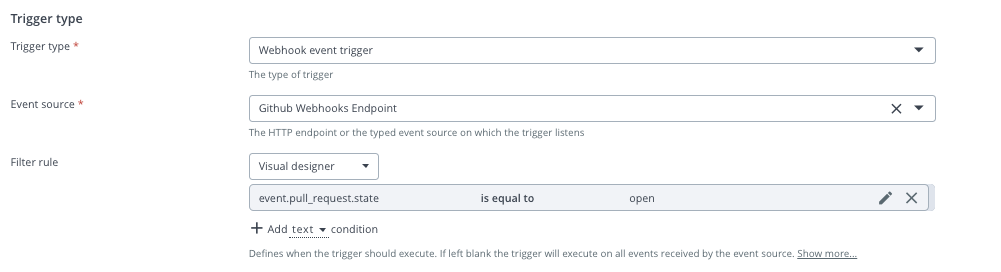 Trigger type
Trigger type *
Webhook event trigger
The type of trigger
Event source *
Github Webhooks Endpoint
The HTTP endpoint or the typed event source on which the trigger listens
Filter rule
Visual designer
event.pull_request.state is equal to open
Add text condition
Defines when the trigger should execute. If left blank the trigger will execute on all events received by the event source. Show more...